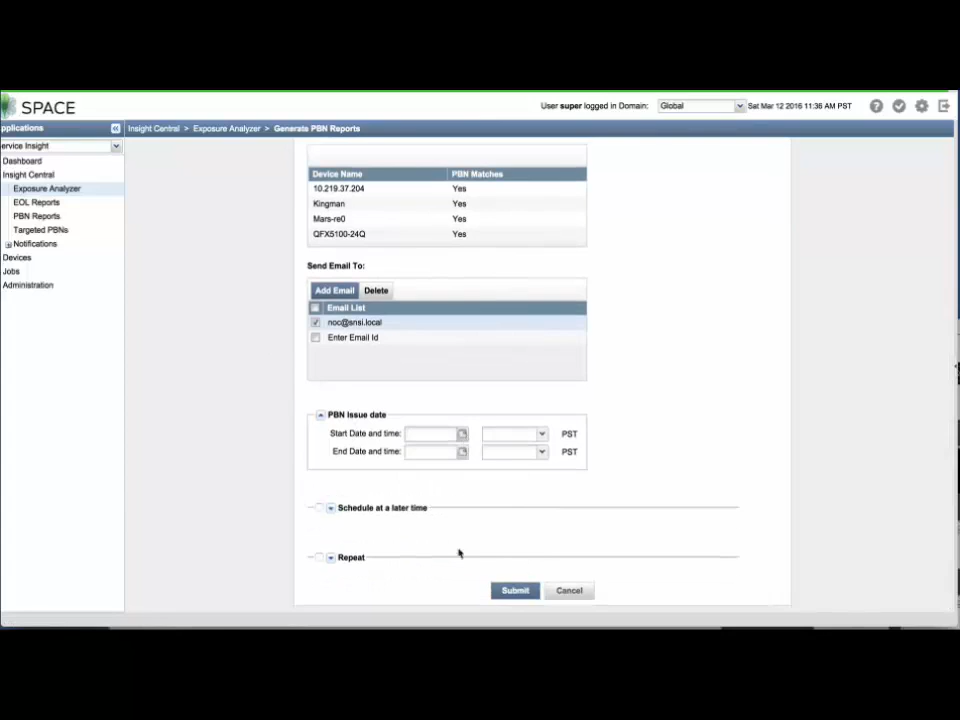 SPACE
User super logged in Domain: Global Sat Mar 12 2016 11:36 AM PST
pplications
Insight Central > Exposure Analyzer > Generate PBN Reports
ervice Insight
Dashboard
Insight Central
Exposure Analyzer
EOL Reports
PBN Reports
Targeted PBNs
Notifications
Devices
Jobs
Administration
Device Name PBN Matches
10.219.37.204 Yes
Kingman Yes
Mars-re0 Yes
QFX5100-24Q Yes
Send Email To:
Add Email Delete
Email List
noc@snsi.local
Enter Email Id
PBN issue date
Start Date and time: PST
End Date and time: PST
Schedule at a later time
Repeat
Submit Cancel